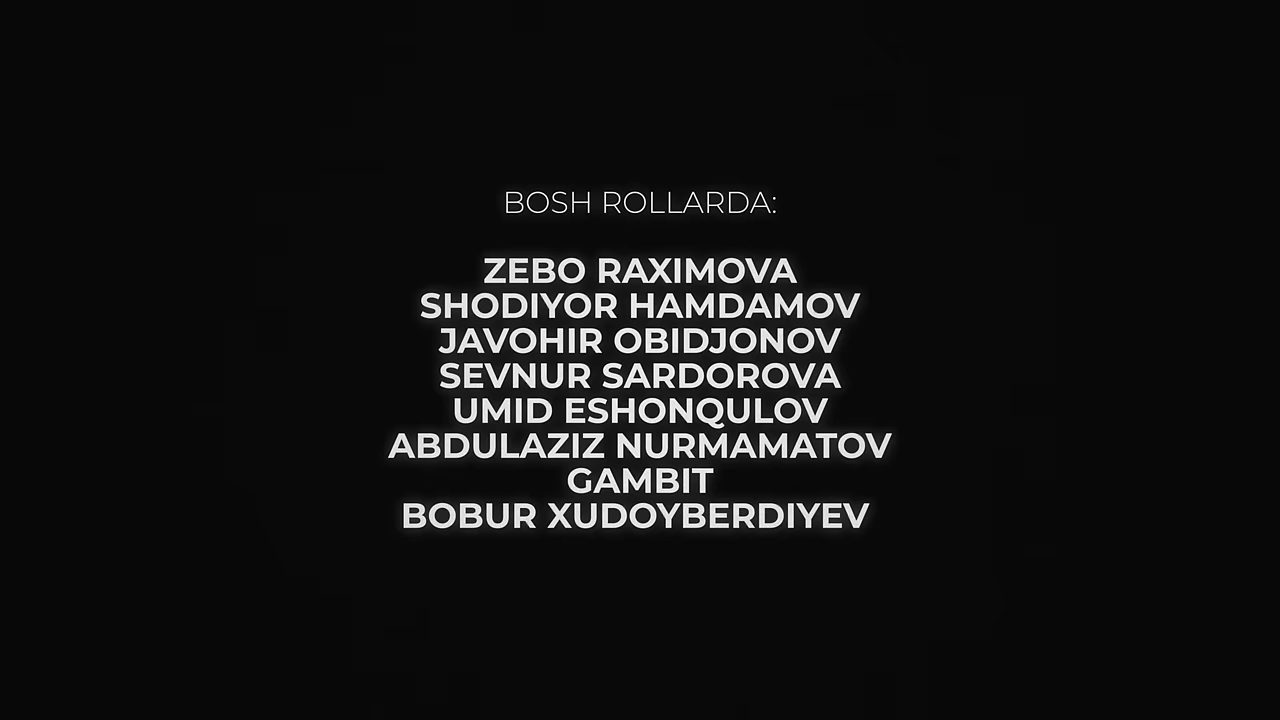 BOSH ROLLARDA:
ZEBO RAXIMOVA
SHODIYOR HAMDAMOV
JAVOHIR OBIDJONOV
SEVNUR SARDOROVA
UMID ESHONQULOV
ABDULAZIZ NURMAMATOV
GAMBIT
BOBUR XUDOYBERDIYEV